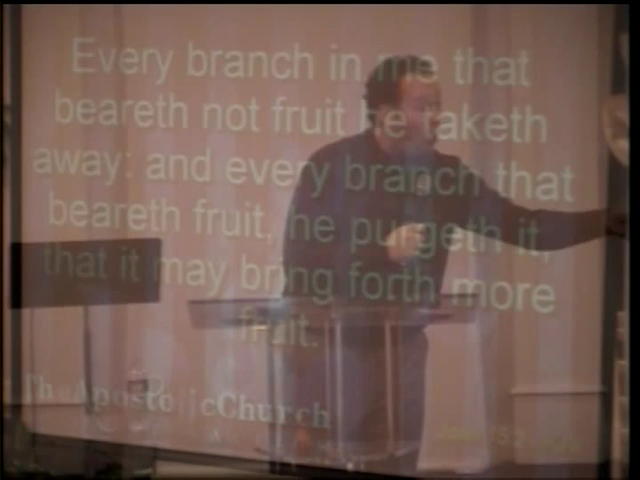 Every branch in me that
beareth not fruit he taketh
away: and every branch that
beareth fruit, he purgeth it,
that it may bring forth more
fruit.
The Apostolic Church